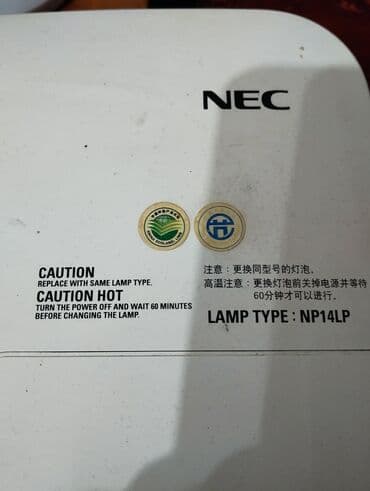 NEC
CAUTION
REPLACE WITH SAME LAMP TYPE.
CAUTION HOT
TURN THE POWER OFF AND WAIT 60 MINUTES
BEFORE CHANGING THE LAMP.
注意：更换同型号的灯泡。
高温注意：更换灯泡前关掉电源并等待
60分钟才可以进行。
LAMP TYPE : NP14LP